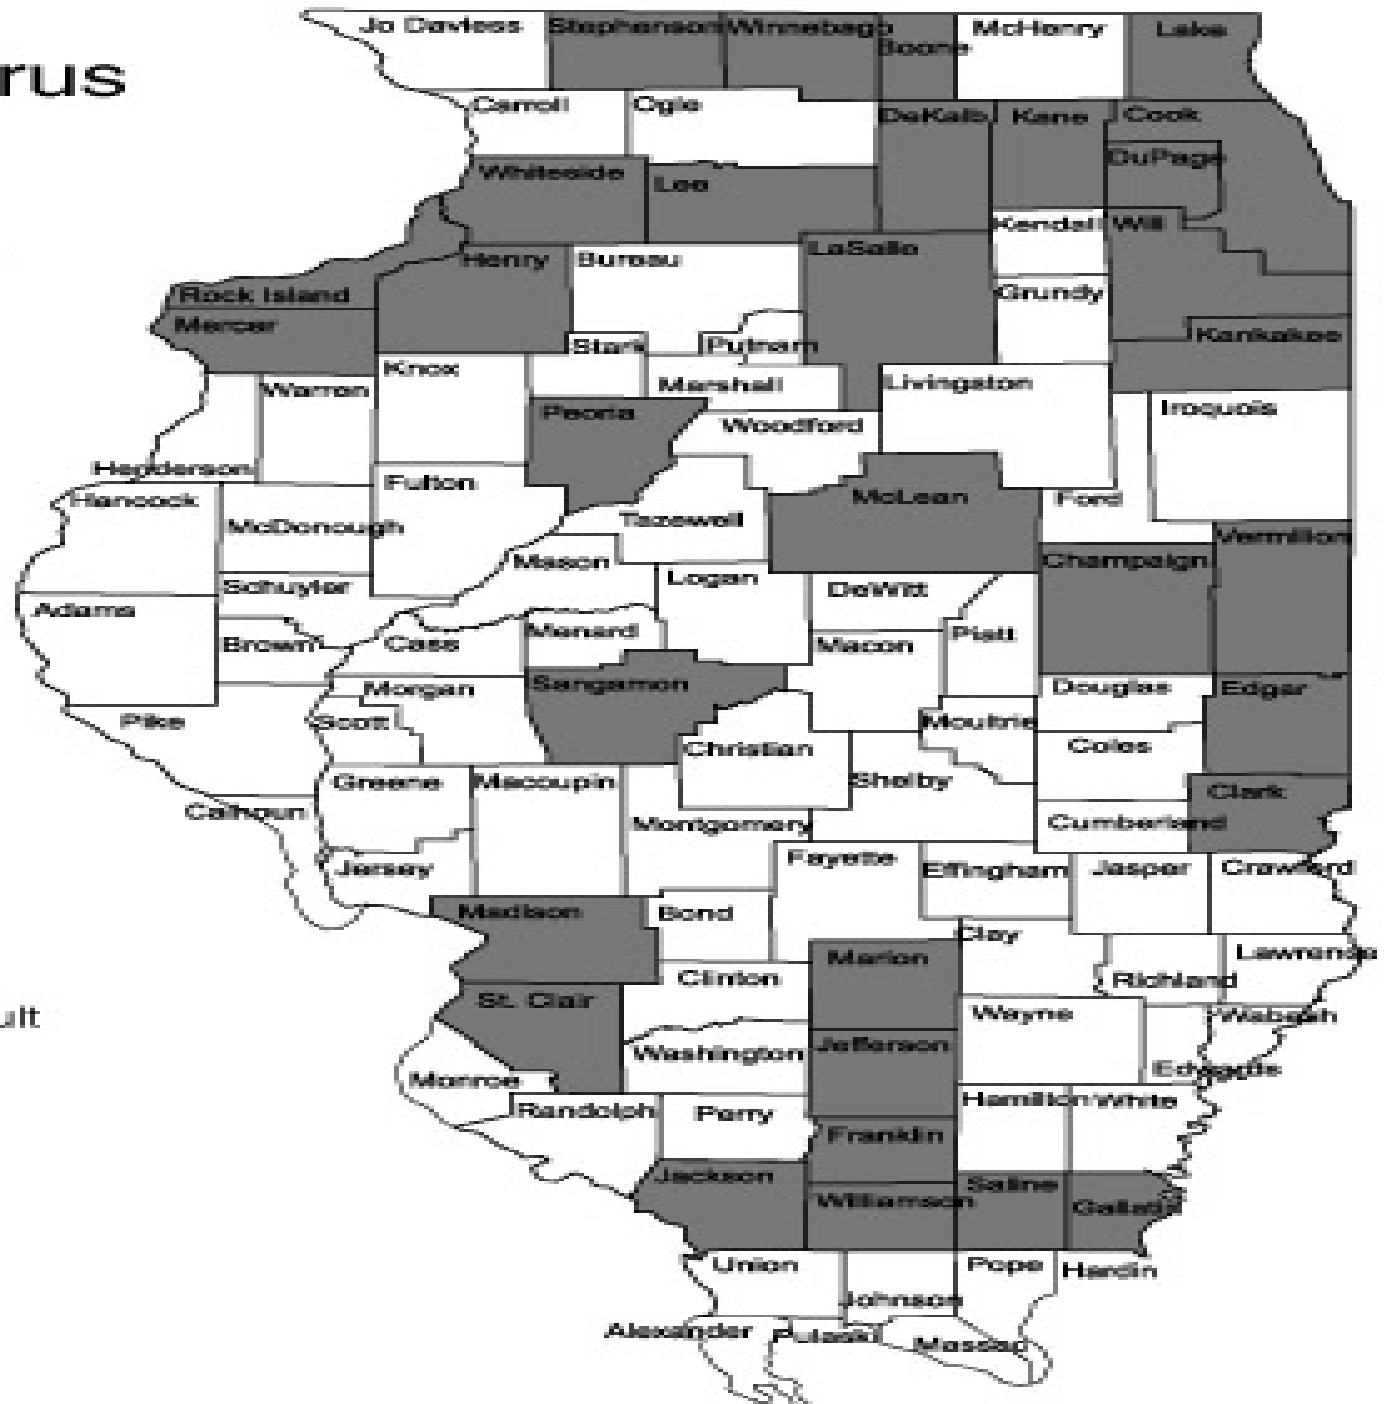 Jo Daviess Stephenson Winnebago Boone McHenry Lake
rus
Carroll Ogle DeKalb Kane Cook
DuPage
Whiteside Lee
Kendall Will
Henry Bureau LaSalle
Rock Island Grundy
Mercer Kankakee
Stark Putnam
Knox
Warren Marshall Livingston
Peoria Woodford Iroquois
Henderson
Hancock Fulton McLean Ford
McDonough Tazewell
Vermilion
Mason Champaign
Schuyler Logan DeWitt
Adams
Brown Cass Menard Macon Piatt
Morgan Sangamon Douglas Edgar
Pike Scott Moultrie
Christian Coles
Greene Macoupin Shelby Clark
Calhoun Montgomery Cumberland
Jersey Fayette Effingham Jasper Crawford
Madison Bond
Clay
Marion Lawrence
Clinton Richland
St. Clair
ult Wayne Wabash
Washington Jefferson
Monroe Edwards
Randolph Perry Hamilton White
Franklin
Jackson Saline
Williamson Gallatin
Union Pope Hardin
Johnson
Alexander Pulaski Massac